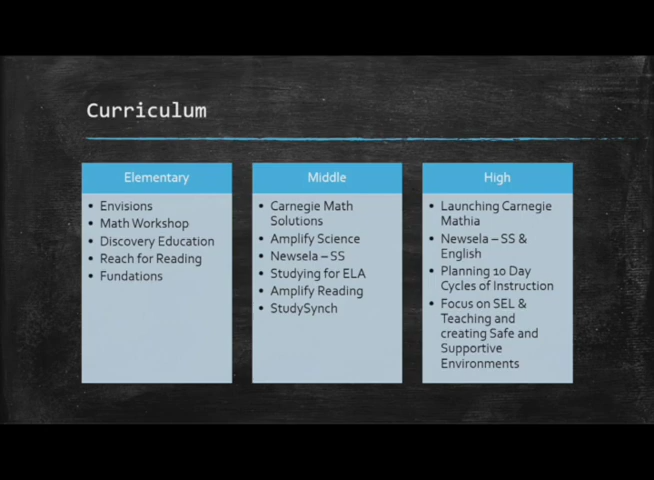 Curriculum
Elementary
• Envisions
• Math Workshop
• Discovery Education
• Reach for Reading
• Fundations
Middle
• Carnegie Math
Solutions
• Amplify Science
• Newsela – SS
• Studying for ELA
• Amplify Reading
• StudySynch
High
• Launching Carnegie
Mathia
• Newsela – SS &
English
• Planning 10 Day
Cycles of Instruction
• Focus on SEL &
Teaching and
creating Safe and
Supportive
Environments